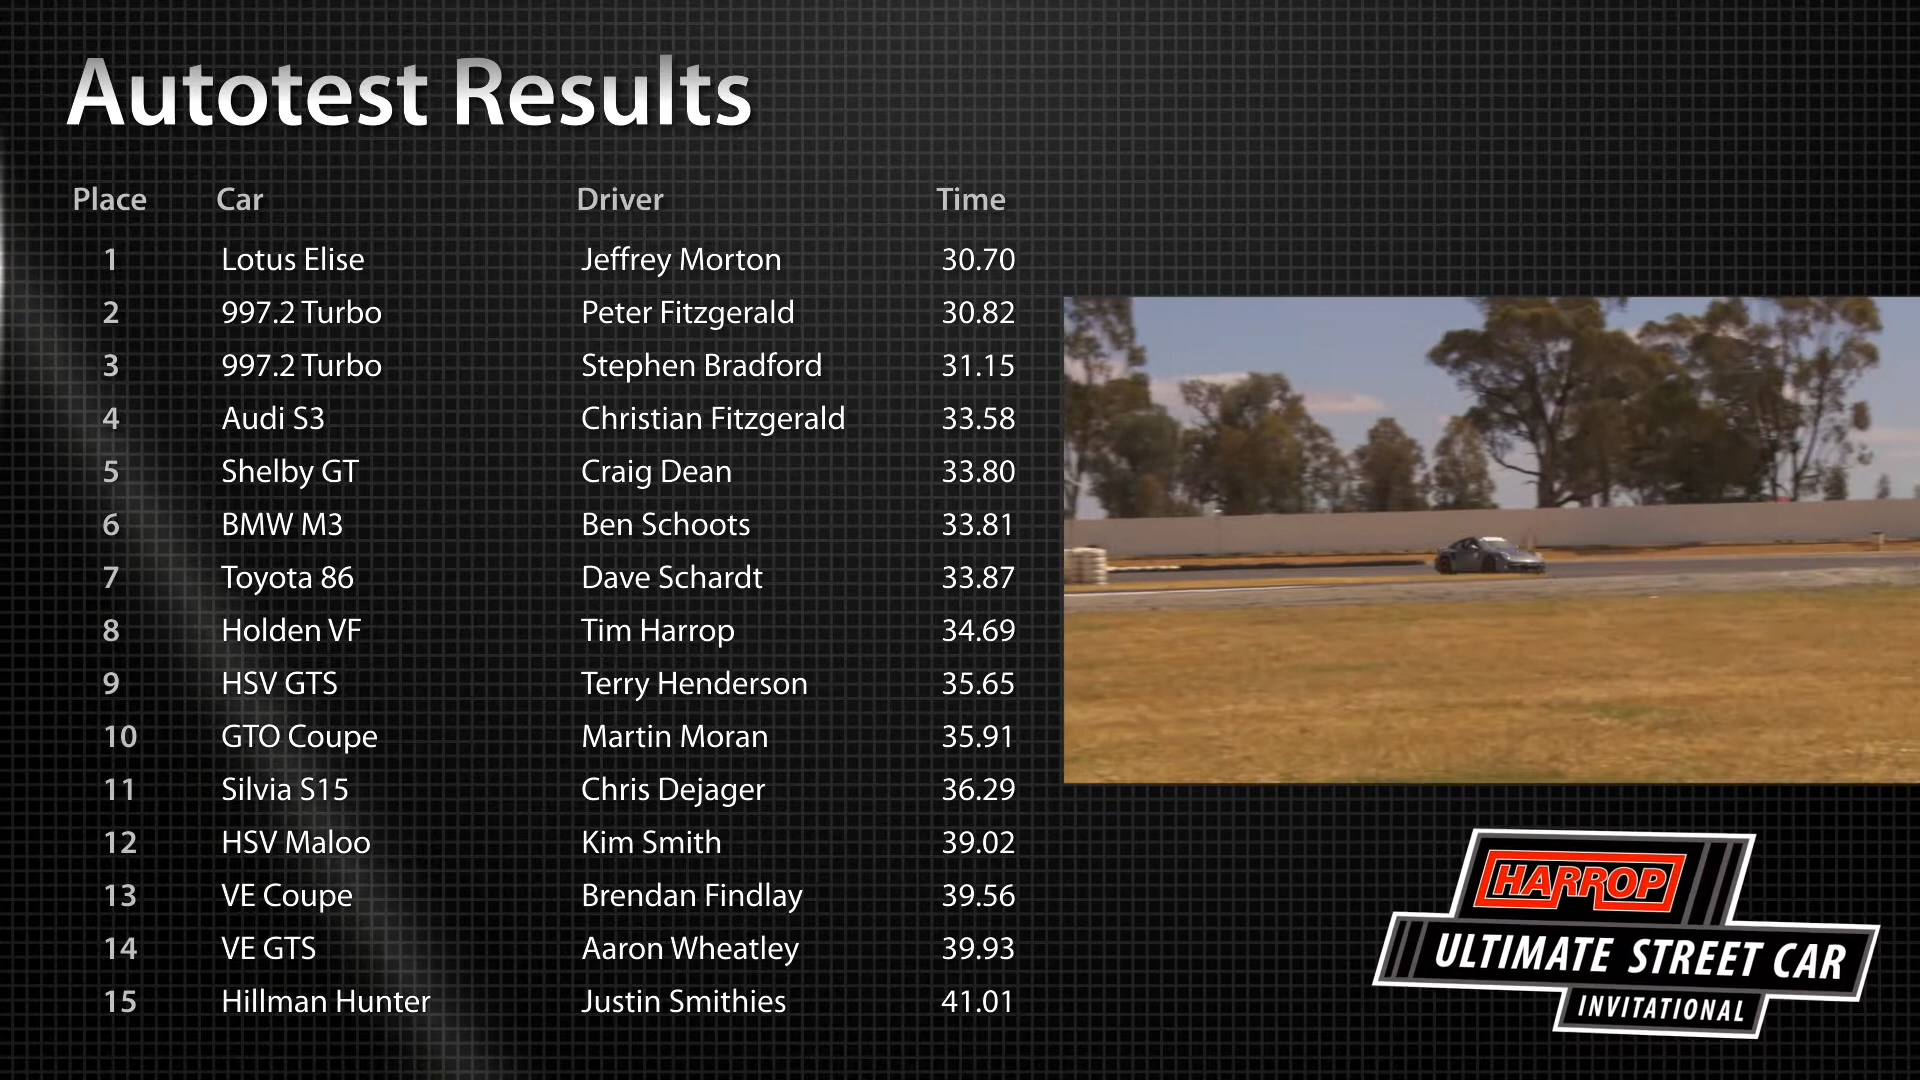 Autotest Results
Place Car Driver Time
1 Lotus Elise Jeffrey Morton 30.70
2 997.2 Turbo Peter Fitzgerald 30.82
3 997.2 Turbo Stephen Bradford 31.15
4 Audi S3 Christian Fitzgerald 33.58
5 Shelby GT Craig Dean 33.80
6 BMW M3 Ben Schoots 33.81
7 Toyota 86 Dave Schardt 33.87
8 Holden VF Tim Harrop 34.69
9 HSV GTS Terry Henderson 35.65
10 GTO Coupe Martin Moran 35.91
11 Silvia S15 Chris Dejager 36.29
12 HSV Maloo Kim Smith 39.02
13 VE Coupe Brendan Findlay 39.56
14 VE GTS Aaron Wheatley 39.93
15 Hillman Hunter Justin Smithies 41.01
HARROP
ULTIMATE STREET CAR
INVITATIONAL